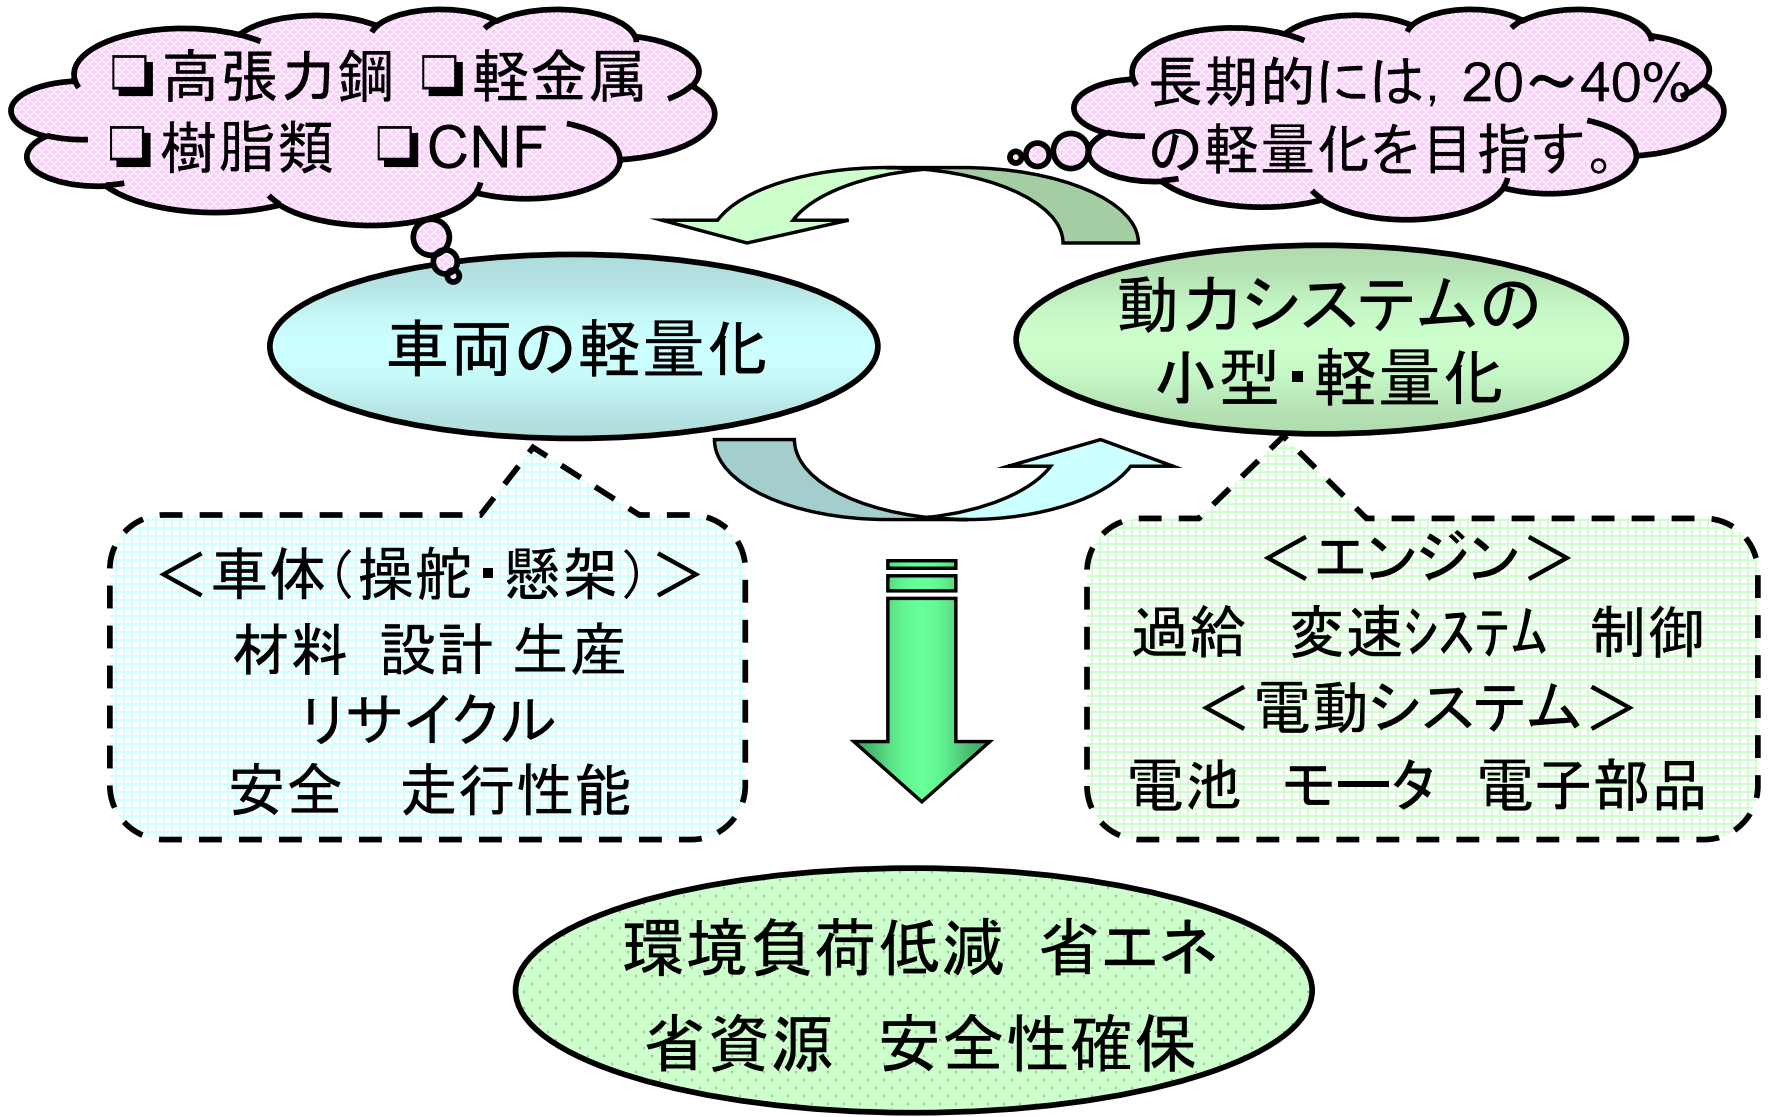 ❏高張力鋼 ❏軽金属
❏樹脂類 ❏CNF
長期的には，20～40%
の軽量化を目指す。
車両の軽量化
動力システムの
小型・軽量化
＜車体（操舵・懸架）＞
材料 設計 生産
リサイクル
安全 走行性能
＜エンジン＞
過給 変速ｼｽﾃﾑ 制御
＜電動システム＞
電池 モータ 電子部品
環境負荷低減 省エネ
省資源 安全性確保